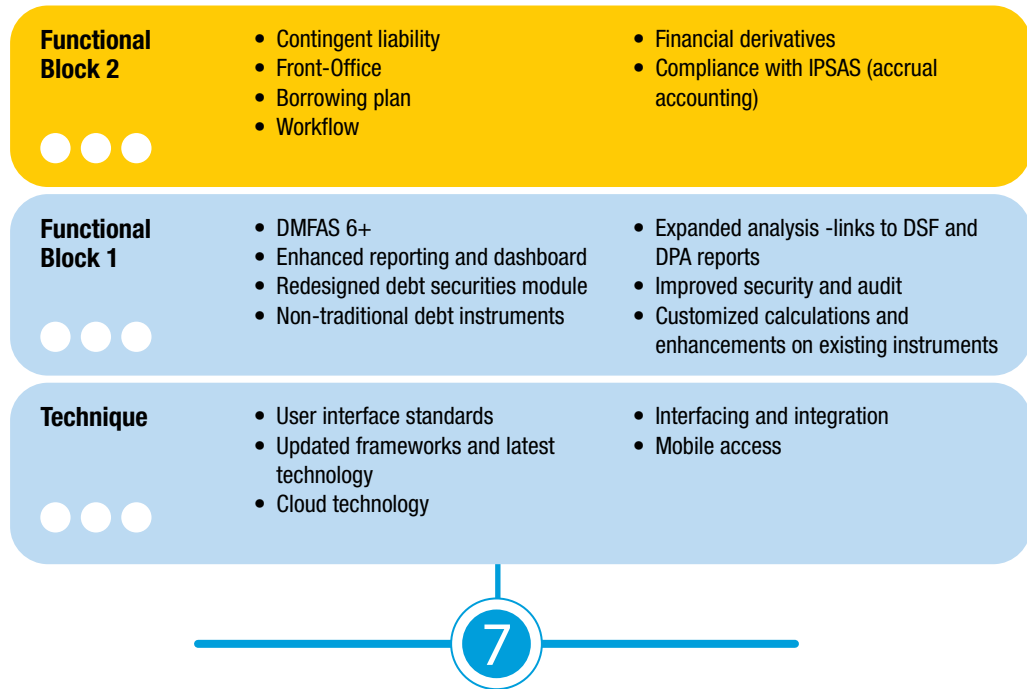 Functional
Block 2
• Contingent liability
• Front-Office
• Borrowing plan
• Workflow
• Financial derivatives
• Compliance with IPSAS (accrual
accounting)
Functional
Block 1
• DMFAS 6+
• Enhanced reporting and dashboard
• Redesigned debt securities module
• Non-traditional debt instruments
• Expanded analysis -links to DSF and
DPA reports
• Improved security and audit
• Customized calculations and
enhancements on existing instruments
Technique
• User interface standards
• Updated frameworks and latest
technology
• Cloud technology
• Interfacing and integration
• Mobile access
7